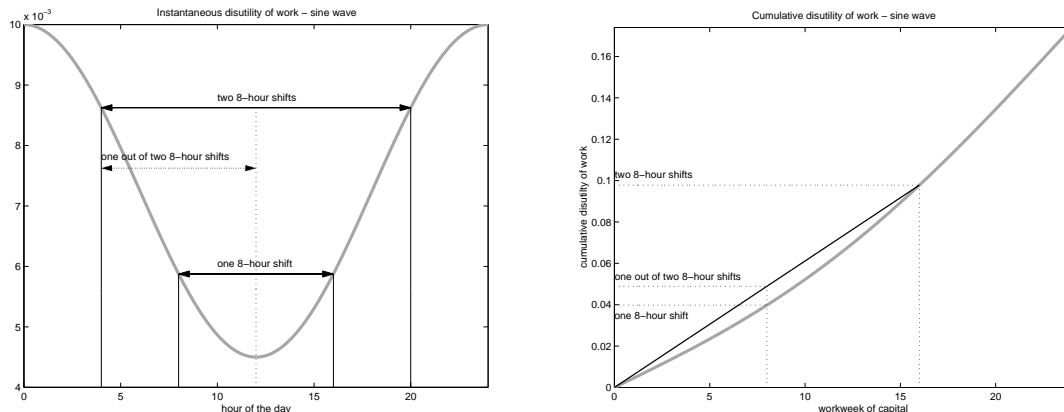 Instantaneous disutility of work − sine wave
x 10⁻³
10
9
8
7
6
5
4
two 8−hour shifts
one out of two 8−hour shifts
one 8−hour shift
0
5
10
15
20
hour of the day
Cumulative disutility of work − sine wave
cumulative disutility of work
0.16
0.14
0.12
0.1
0.08
0.06
0.04
0.02
0
two 8−hour shifts
one out of two 8−hour shifts
one 8−hour shift
0
5
10
15
20
workweek of capital